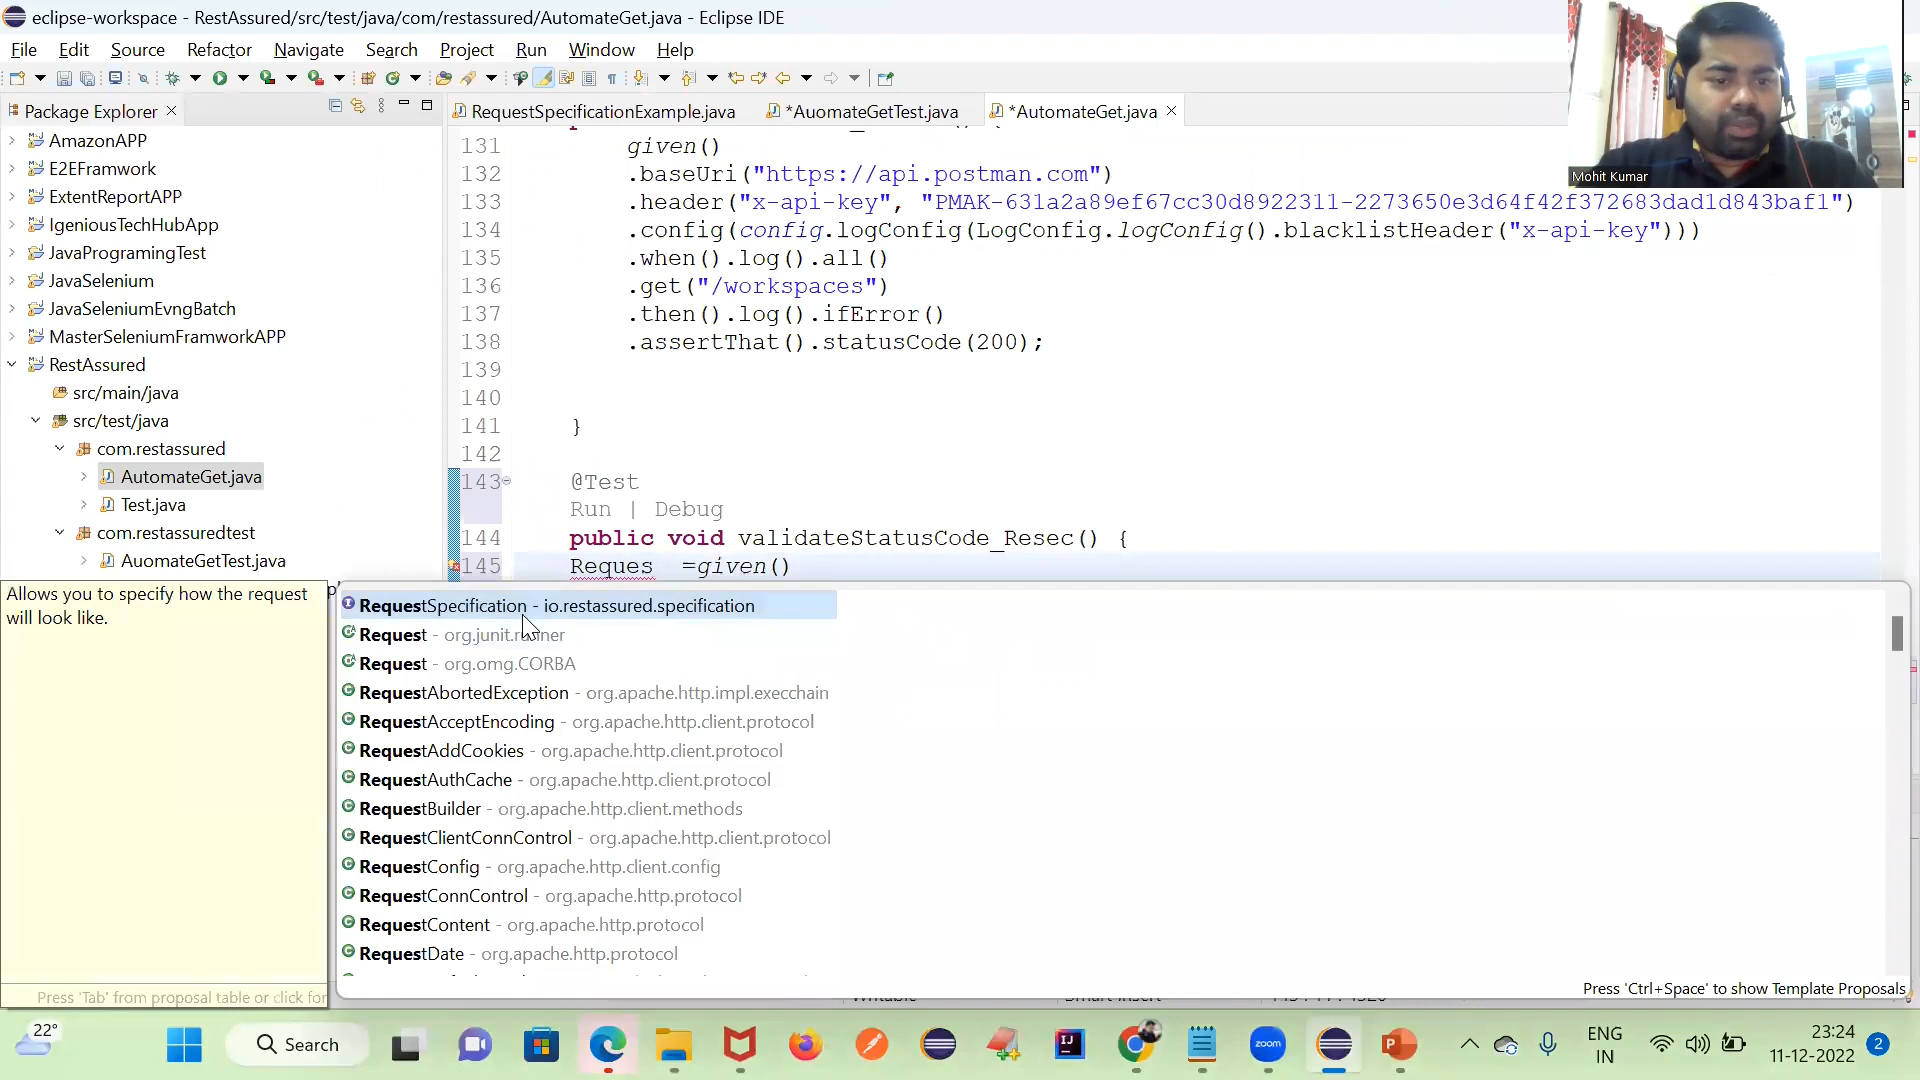 eclipse-workspace - RestAssured/src/test/java/com/restassured/AutomateGet.java - Eclipse IDE
File Edit Source Refactor Navigate Search Project Run Window Help
Package Explorer
RequestSpecificationExample.java *AuomateGetTest.java *AutomateGet.java
AmazonAPP
E2EFramwork
ExtentReportAPP
IgeniousTechHubApp
JavaProgramingTest
JavaSelenium
JavaSeleniumEvngBatch
MasterSeleniumFramworkAPP
RestAssured
src/main/java
src/test/java
com.restassured
AutomateGet.java
Test.java
com.restassuredtest
AuomateGetTest.java
131 given()
132 .baseUri("https://api.postman.com")
133 .header("x-api-key", "PMAK-631a2a89ef67cc30d8922311-2273650e3d64f42f372683dad1d843baf1")
134 .config(config.logConfig(LogConfig.logConfig().blacklistHeader("x-api-key")))
135 .when().log().all()
136 .get("/workspaces")
137 .then().log().ifError()
138 .assertThat().statusCode(200);
139
140
141 }
142
143 @Test
Run | Debug
144 public void validateStatusCode_Resec() {
145 Reques =given()
Mohit Kumar
Allows you to specify how the request
will look like.
Press 'Tab' from proposal table or click for
RequestSpecification - io.restassured.specification
Request - org.junit.runner
Request - org.omg.CORBA
RequestAbortedException - org.apache.http.impl.execchain
RequestAcceptEncoding - org.apache.http.client.protocol
RequestAddCookies - org.apache.http.client.protocol
RequestAuthCache - org.apache.http.client.protocol
RequestBuilder - org.apache.http.client.methods
RequestClientConnControl - org.apache.http.client.protocol
RequestConfig - org.apache.http.client.config
RequestConnControl - org.apache.http.protocol
RequestContent - org.apache.http.protocol
RequestDate - org.apache.http.protocol
Press 'Ctrl+Space' to show Template Proposals
22°
Search
zoom
ENG
IN
23:24
11-12-2022
2